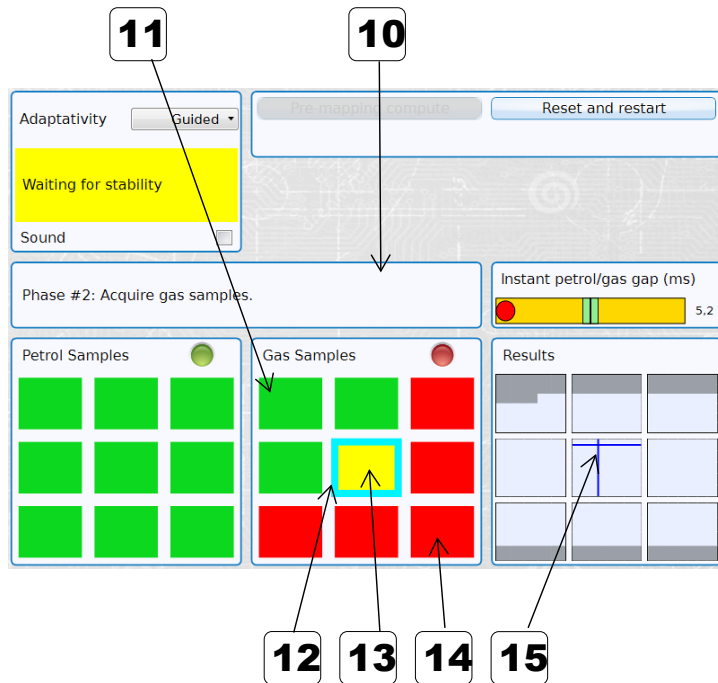 11
10
Adaptativity
Guided
Pre-mapping compute
Reset and restart
Waiting for stability
Sound
Phase #2: Acquire gas samples.
Instant petrol/gas gap (ms)
5,2
Petrol Samples
Gas Samples
Results
12
13
14
15